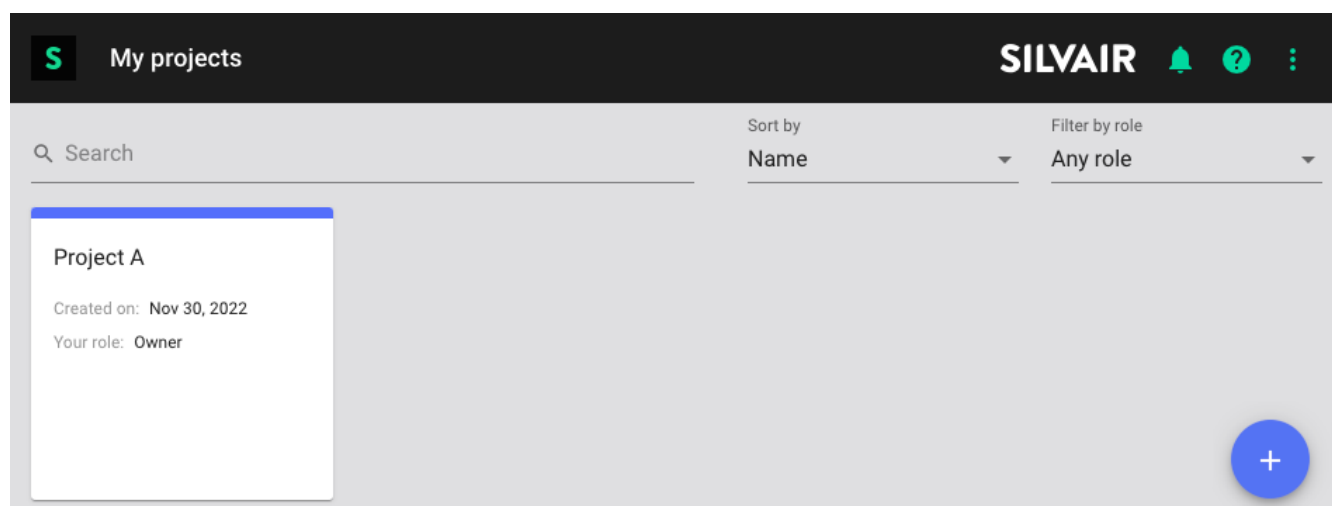 S My projects SILVAIR ?
Search
Sort by
Name
Filter by role
Any role
Project A
Created on: Nov 30, 2022
Your role: Owner
+